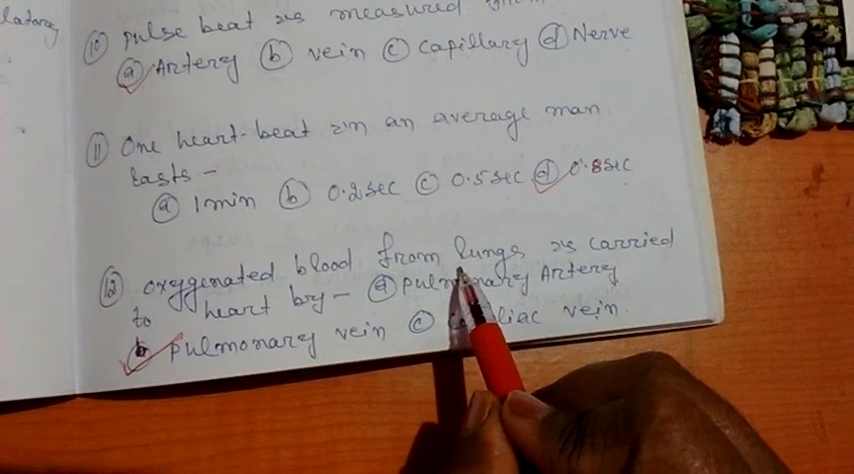 latory
⑩ pulse beat is measured
ⓐ Artery ⓑ vein ⓒ capillary ⓓ Nerve
⑪ One heart-beat in an average man
lasts -
ⓐ 1min ⓑ 0.2sec ⓒ 0.5sec ⓓ 0.8sec
⑫ oxygenated blood from lungs is carried
to heart by- ⓐ pulmonary Artery
ⓑ pulmonary vein ⓒ vein